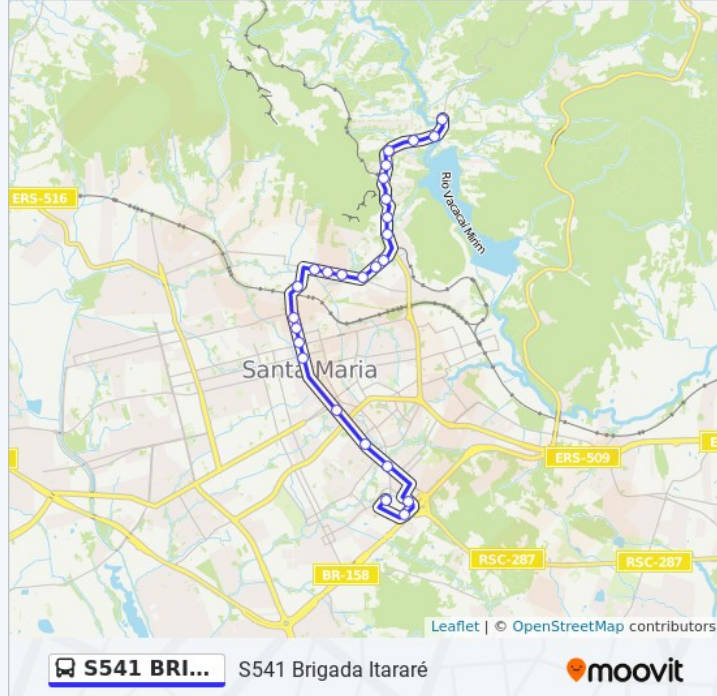 ERS-516
Rio Vacacaí Mirim
Santa Maria
ERS-509
E
RSC-287
RSC-287
BR-158
Leaflet | © OpenStreetMap contributors
S541 BRI...
S541 Brigada Itararé
moovit